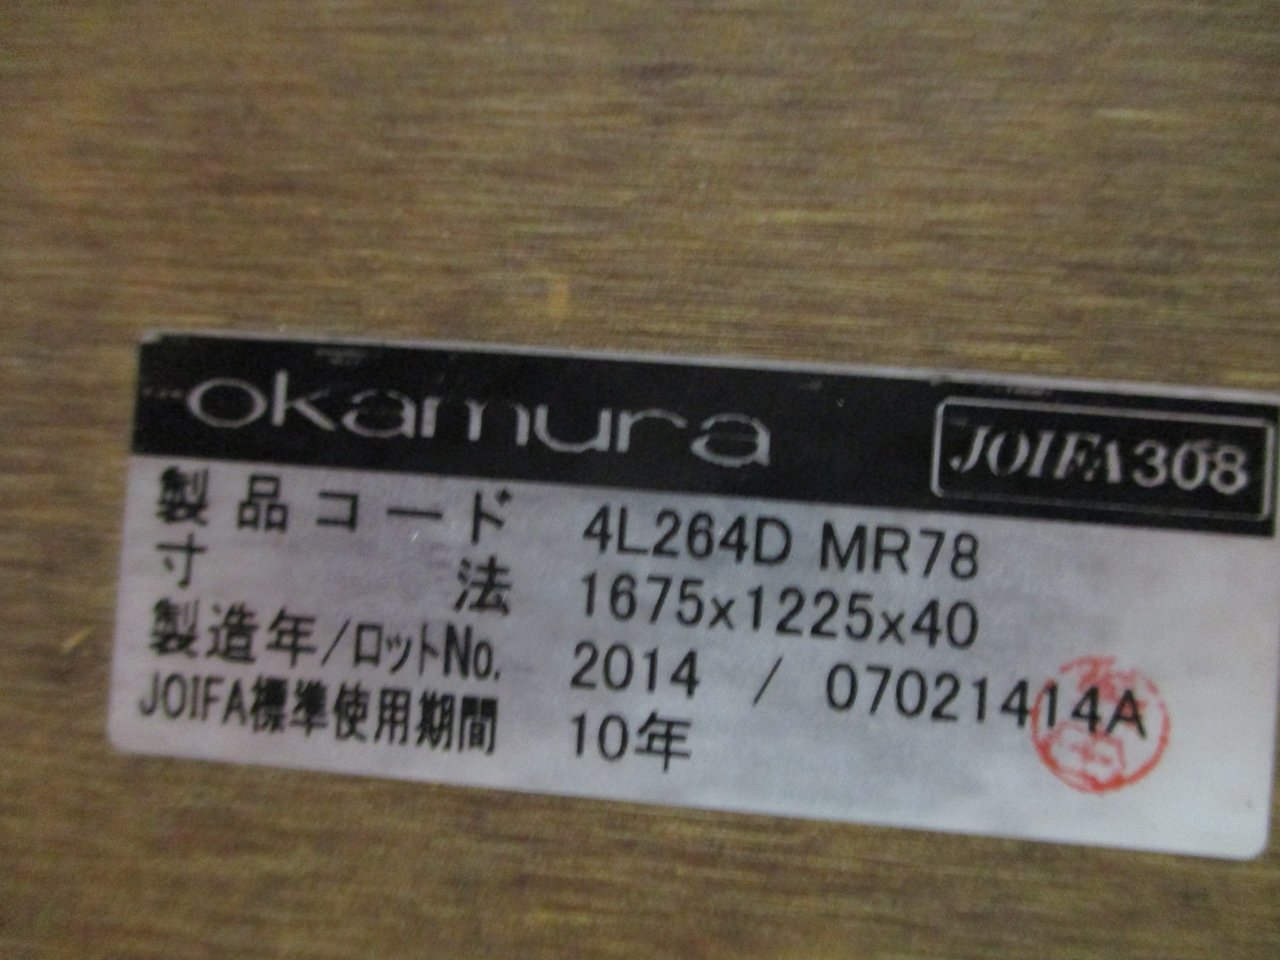 okamura
JOIFA308
製品コード 4L264D MR78
寸法 1675x1225x40
製造年/ロットNo. 2014 / 07021414A
JOIFA標準使用期間 10年